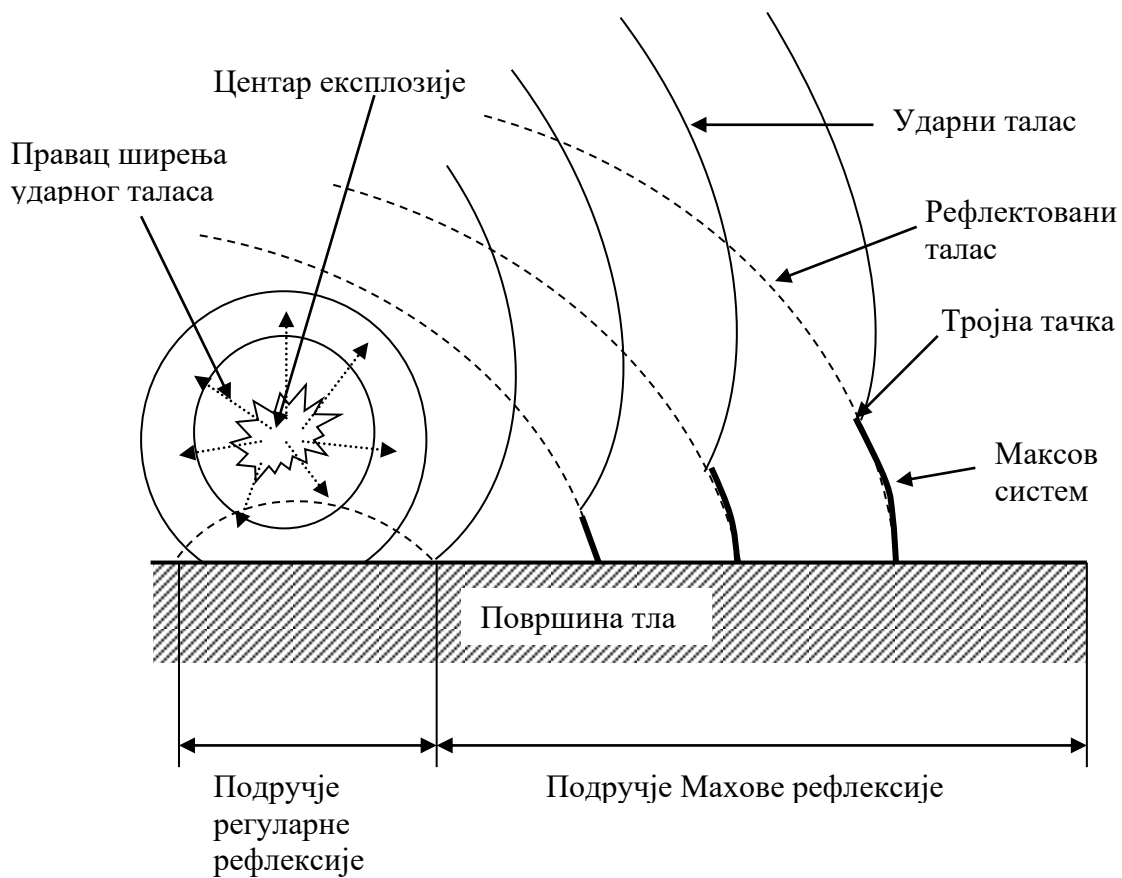 Центар експлозије
Ударни талас
Правац ширења
ударног таласа
Рефлектовани
талас
Тројна тачка
Максов
систем
Површина тла
Подручје
регуларне
рефлексије
Подручје Махове рефлексије